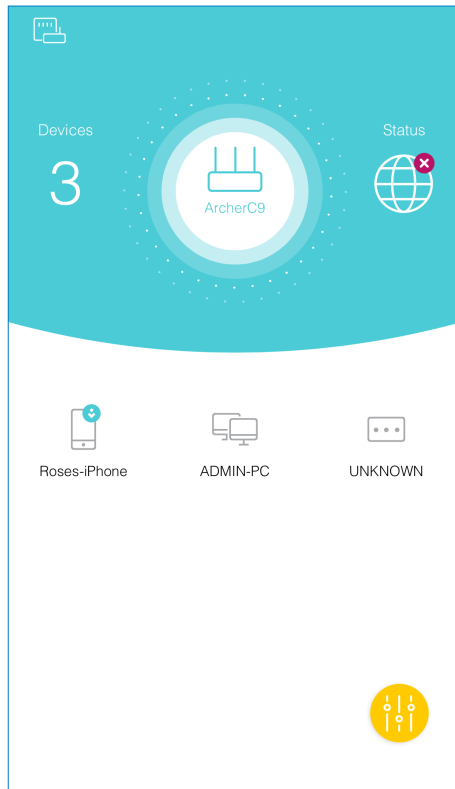 Devices
3
Status
ArcherC9
Roses-iPhone
ADMIN-PC
UNKNOWN